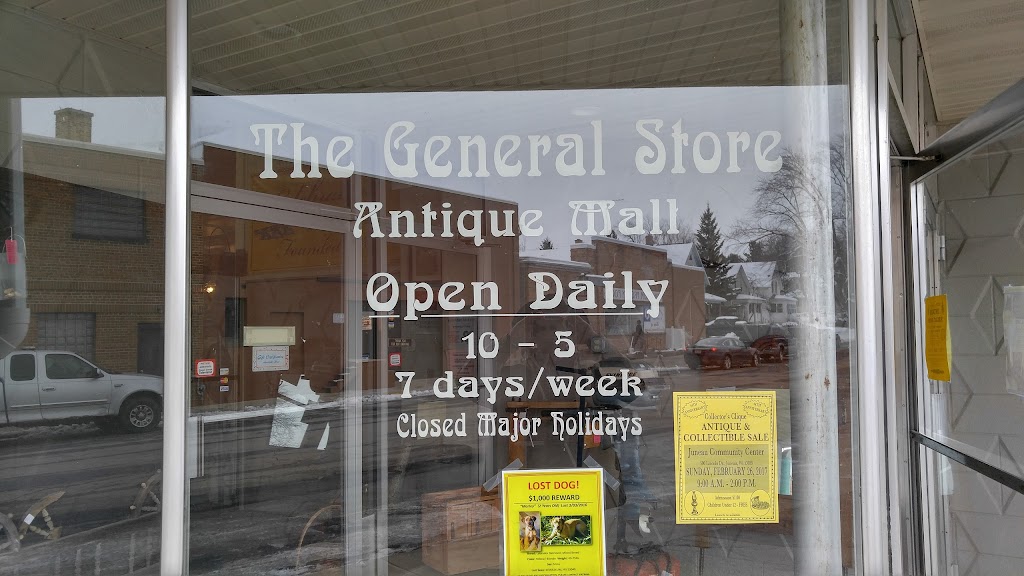 The General Store
Antique Mall
Open Daily
10 - 5
7 days/week
Closed Major Holidays
LOST DOG!
$1,000 REWARD
Collector's Clique
ANTIQUE &
COLLECTIBLE SALE
Juneau Community Center
SUNDAY, FEBRUARY 26, 2017
9:00 A.M. - 2:00 P.M.